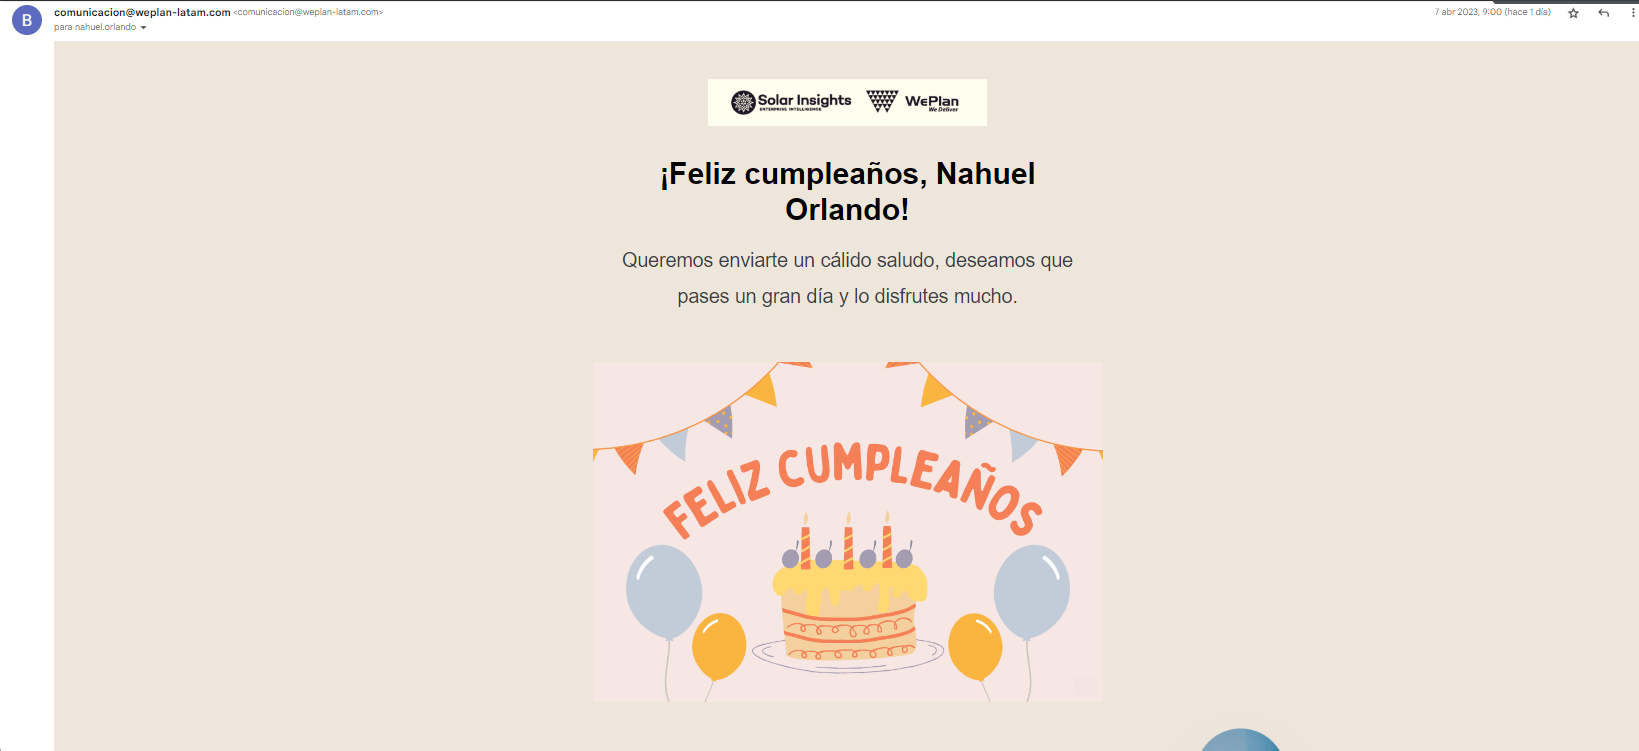 B
comunicacion@weplan-latam.com <comunicacion@weplan-latam.com>
7 abr 2023, 9:00 (hace 1 día)
para nahuel.orlando
Solar Insights
ENTERPRISE INTELLIGENCE
WePlan
We Deliver
¡Feliz cumpleaños, Nahuel
Orlando!
Queremos enviarte un cálido saludo, deseamos que
pases un gran día y lo disfrutes mucho.
FELIZ CUMPLEAÑOS